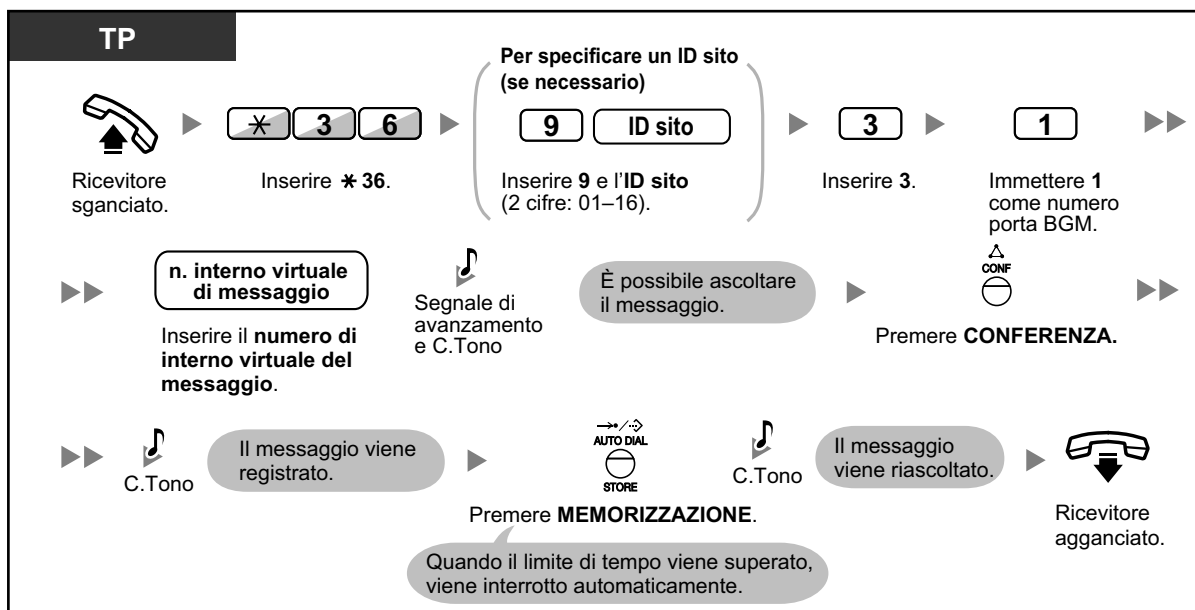 TP
Per specificare un ID sito
(se necessario)
✳ 3 6
9 ID sito
3
1
Ricevitore
sganciato.
Inserire ✳ 36.
Inserire 9 e l'ID sito
(2 cifre: 01–16).
Inserire 3.
Immettere 1
come numero
porta BGM.
n. interno virtuale
di messaggio
Inserire il numero di
interno virtuale del
messaggio.
Segnale di
avanzamento
e C.Tono
È possibile ascoltare
il messaggio.
CONF
Premere CONFERENZA.
C.Tono
Il messaggio viene
registrato.
AUTO DIAL
STORE
Premere MEMORIZZAZIONE.
Quando il limite di tempo viene superato,
viene interrotto automaticamente.
C.Tono
Il messaggio
viene riascoltato.
Ricevitore
agganciato.